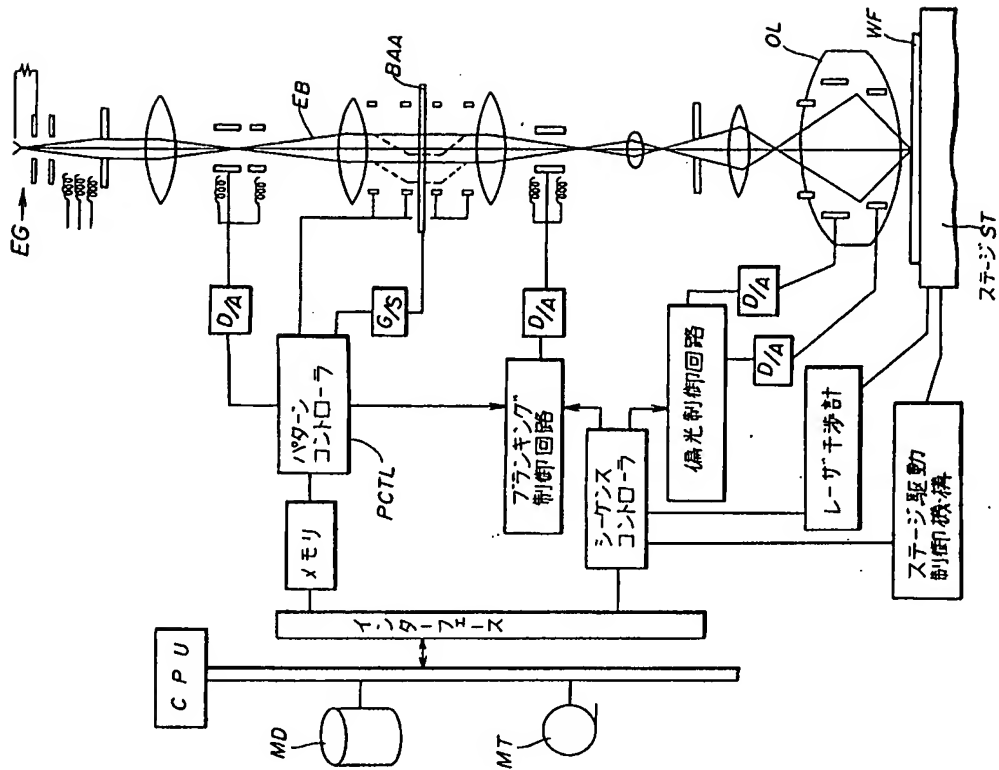 EG
EB
BAA
OL
WF
ステージST
D/A
G/S
D/A
D/A
D/A
パターン
コントローラ
PCTL
メモリ
ブランキング
制御回路
シーケンス
コントローラ
偏光制御回路
レーザ干渉計
ステージ駆動
制御機構
インターフェース
CPU
MD
MT